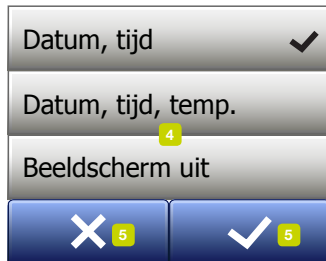 Datum, tijd
Datum, tijd, temp.
4
Beeldscherm uit
5 5